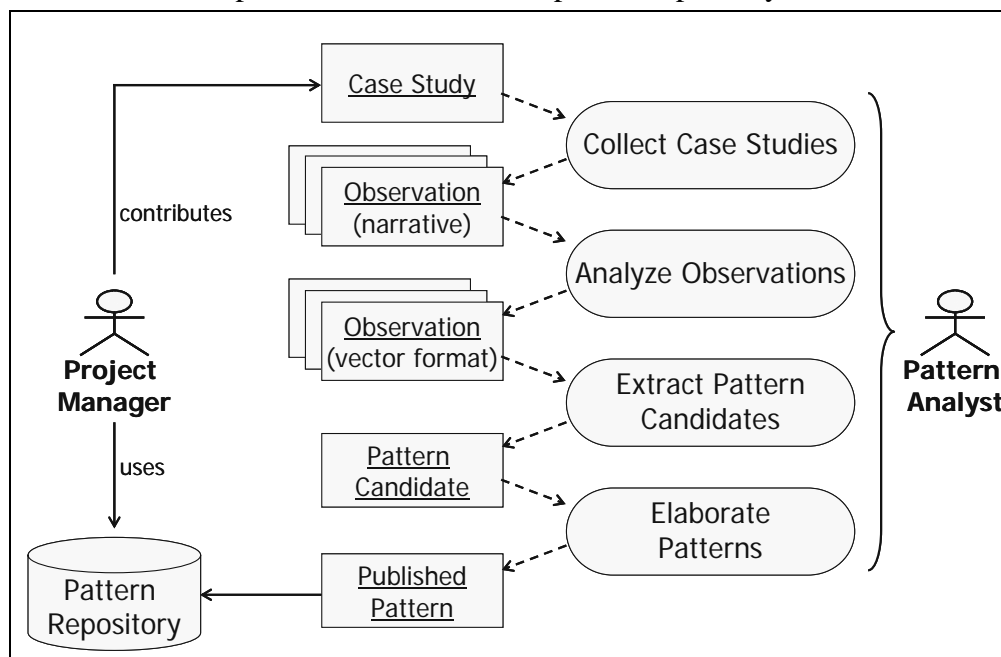 Case Study
Collect Case Studies
Observation
(narrative)
contributes
Analyze Observations
Observation
(vector format)
Project
Manager
Pattern
Analyst
Extract Pattern
Candidates
uses
Pattern
Candidate
Elaborate
Patterns
Published
Pattern
Pattern
Repository